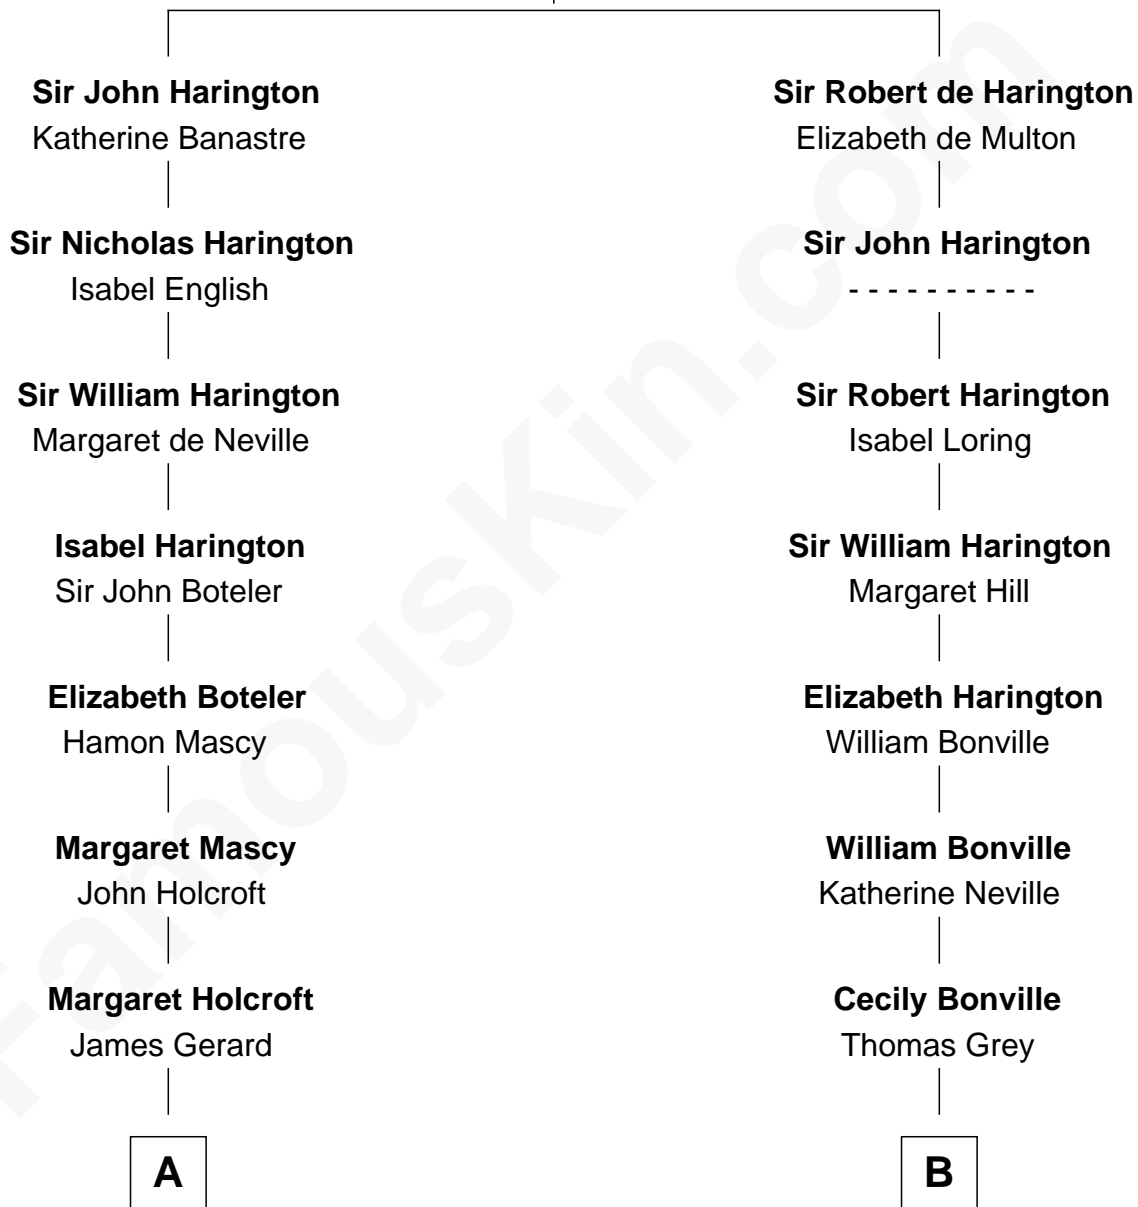 Sir John Harington
Katherine Banastre
Sir Nicholas Harington
Isabel English
Sir William Harington
Margaret de Neville
Isabel Harington
Sir John Boteler
Elizabeth Boteler
Hamon Mascy
Margaret Mascy
John Holcroft
Margaret Holcroft
James Gerard
A
Sir Robert de Harington
Elizabeth de Multon
Sir John Harington
- - - - - - - - - -
Sir Robert Harington
Isabel Loring
Sir William Harington
Margaret Hill
Elizabeth Harington
William Bonville
William Bonville
Katherine Neville
Cecily Bonville
Thomas Grey
B
FamousKin.com